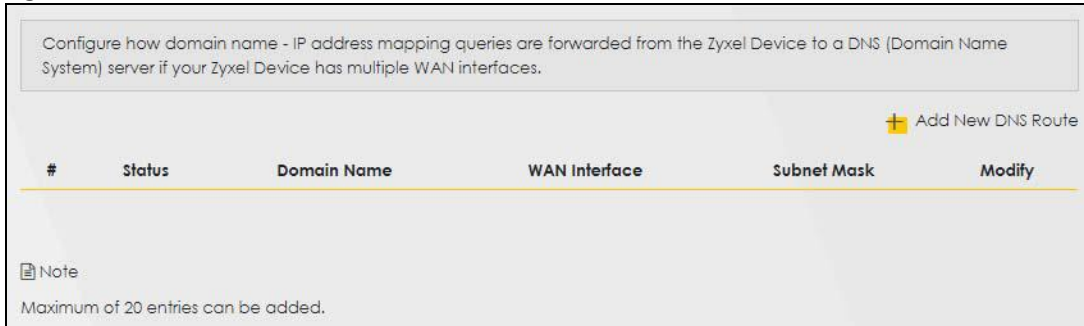 Configure how domain name - IP address mapping queries are forwarded from the Zyxel Device to a DNS (Domain Name
System) server if your Zyxel Device has multiple WAN interfaces.
+ Add New DNS Route
# Status Domain Name WAN Interface Subnet Mask Modify
Note
Maximum of 20 entries can be added.